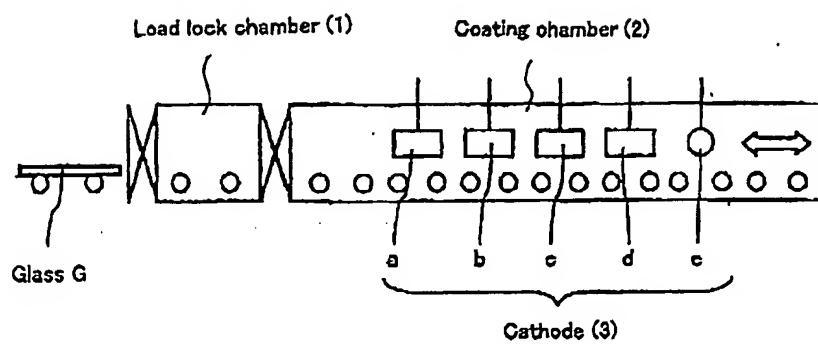 Load lock chamber (1)
Coating ohamber (2)
Glass G
a b c d e
Cathode (3)